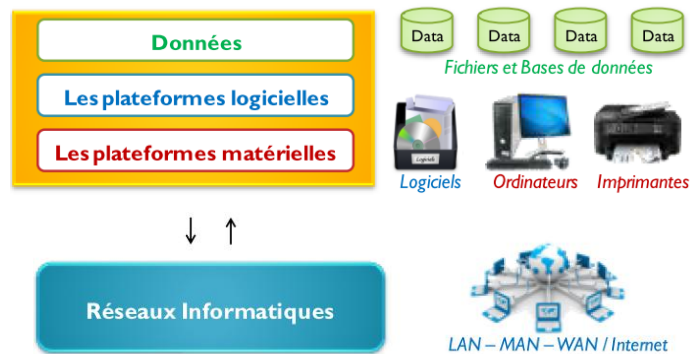 Données
Data Data Data Data
Fichiers et Bases de données
Les plateformes logicielles
Les plateformes matérielles
Logiciels
Logiciels Ordinateurs Imprimantes
Réseaux Informatiques
LAN – MAN – WAN / Internet